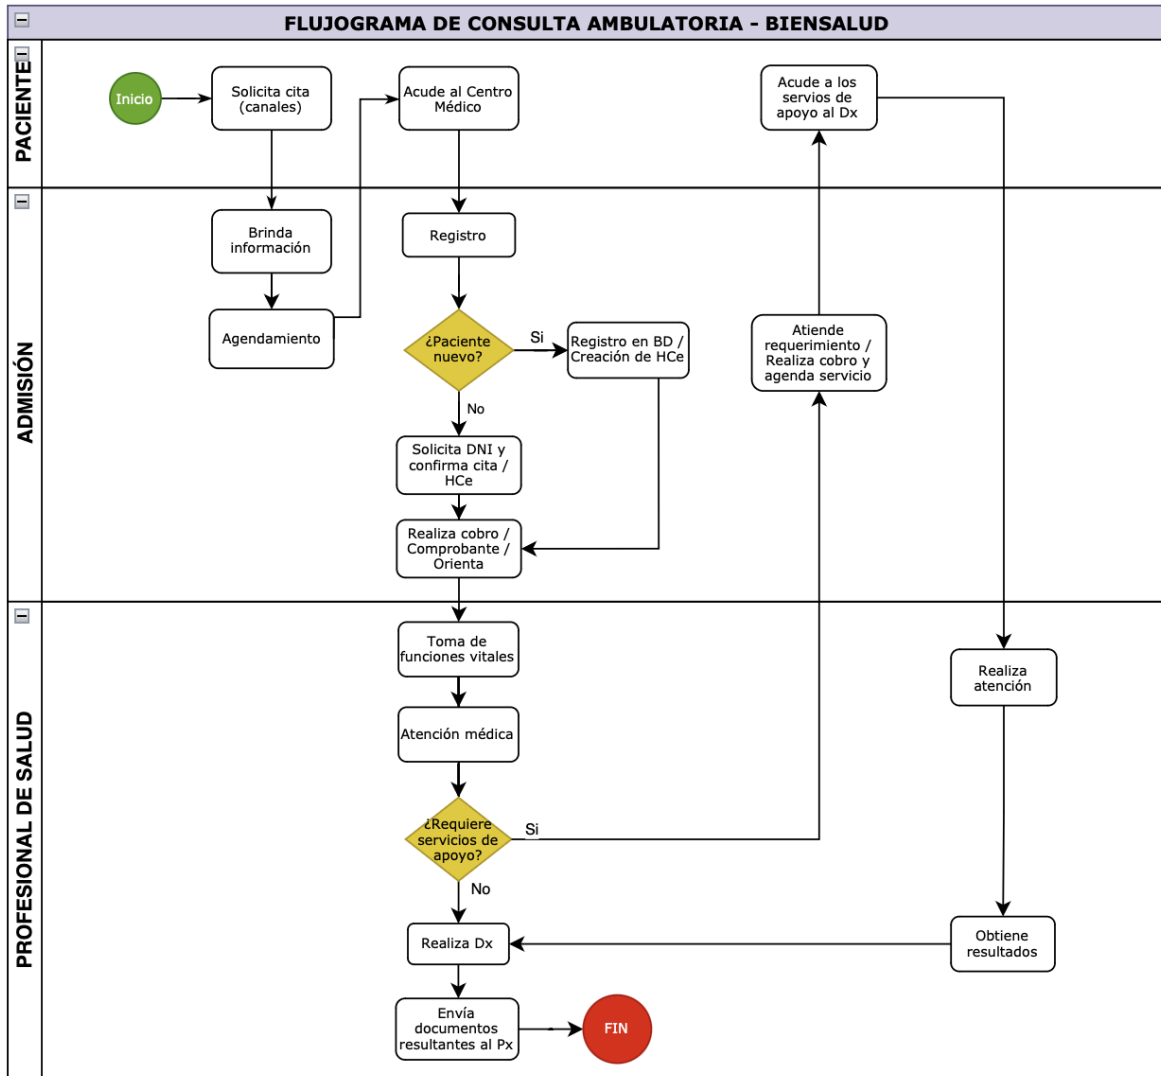 FLUJOGRAMA DE CONSULTA AMBULATORIA - BIENSALUD
PACIENTE
Inicio
Solicita cita
(canales)
Acude al Centro
Médico
Acude a los
servios de
apoyo al Dx
ADMISIÓN
Brinda
información
Agendamiento
Registro
¿Paciente
nuevo?
Si
Registro en BD /
Creación de HCe
No
Solicita DNI y
confirma cita /
HCe
Realiza cobro /
Comprobante /
Orienta
Atiende
requerimiento /
Realiza cobro y
agenda servicio
PROFESIONAL DE SALUD
Toma de
funciones vitales
Atención médica
¿Requiere
servicios de
apoyo?
Si
No
Realiza Dx
Envía
documentos
resultantes al Px
FIN
Realiza
atención
Obtiene
resultados